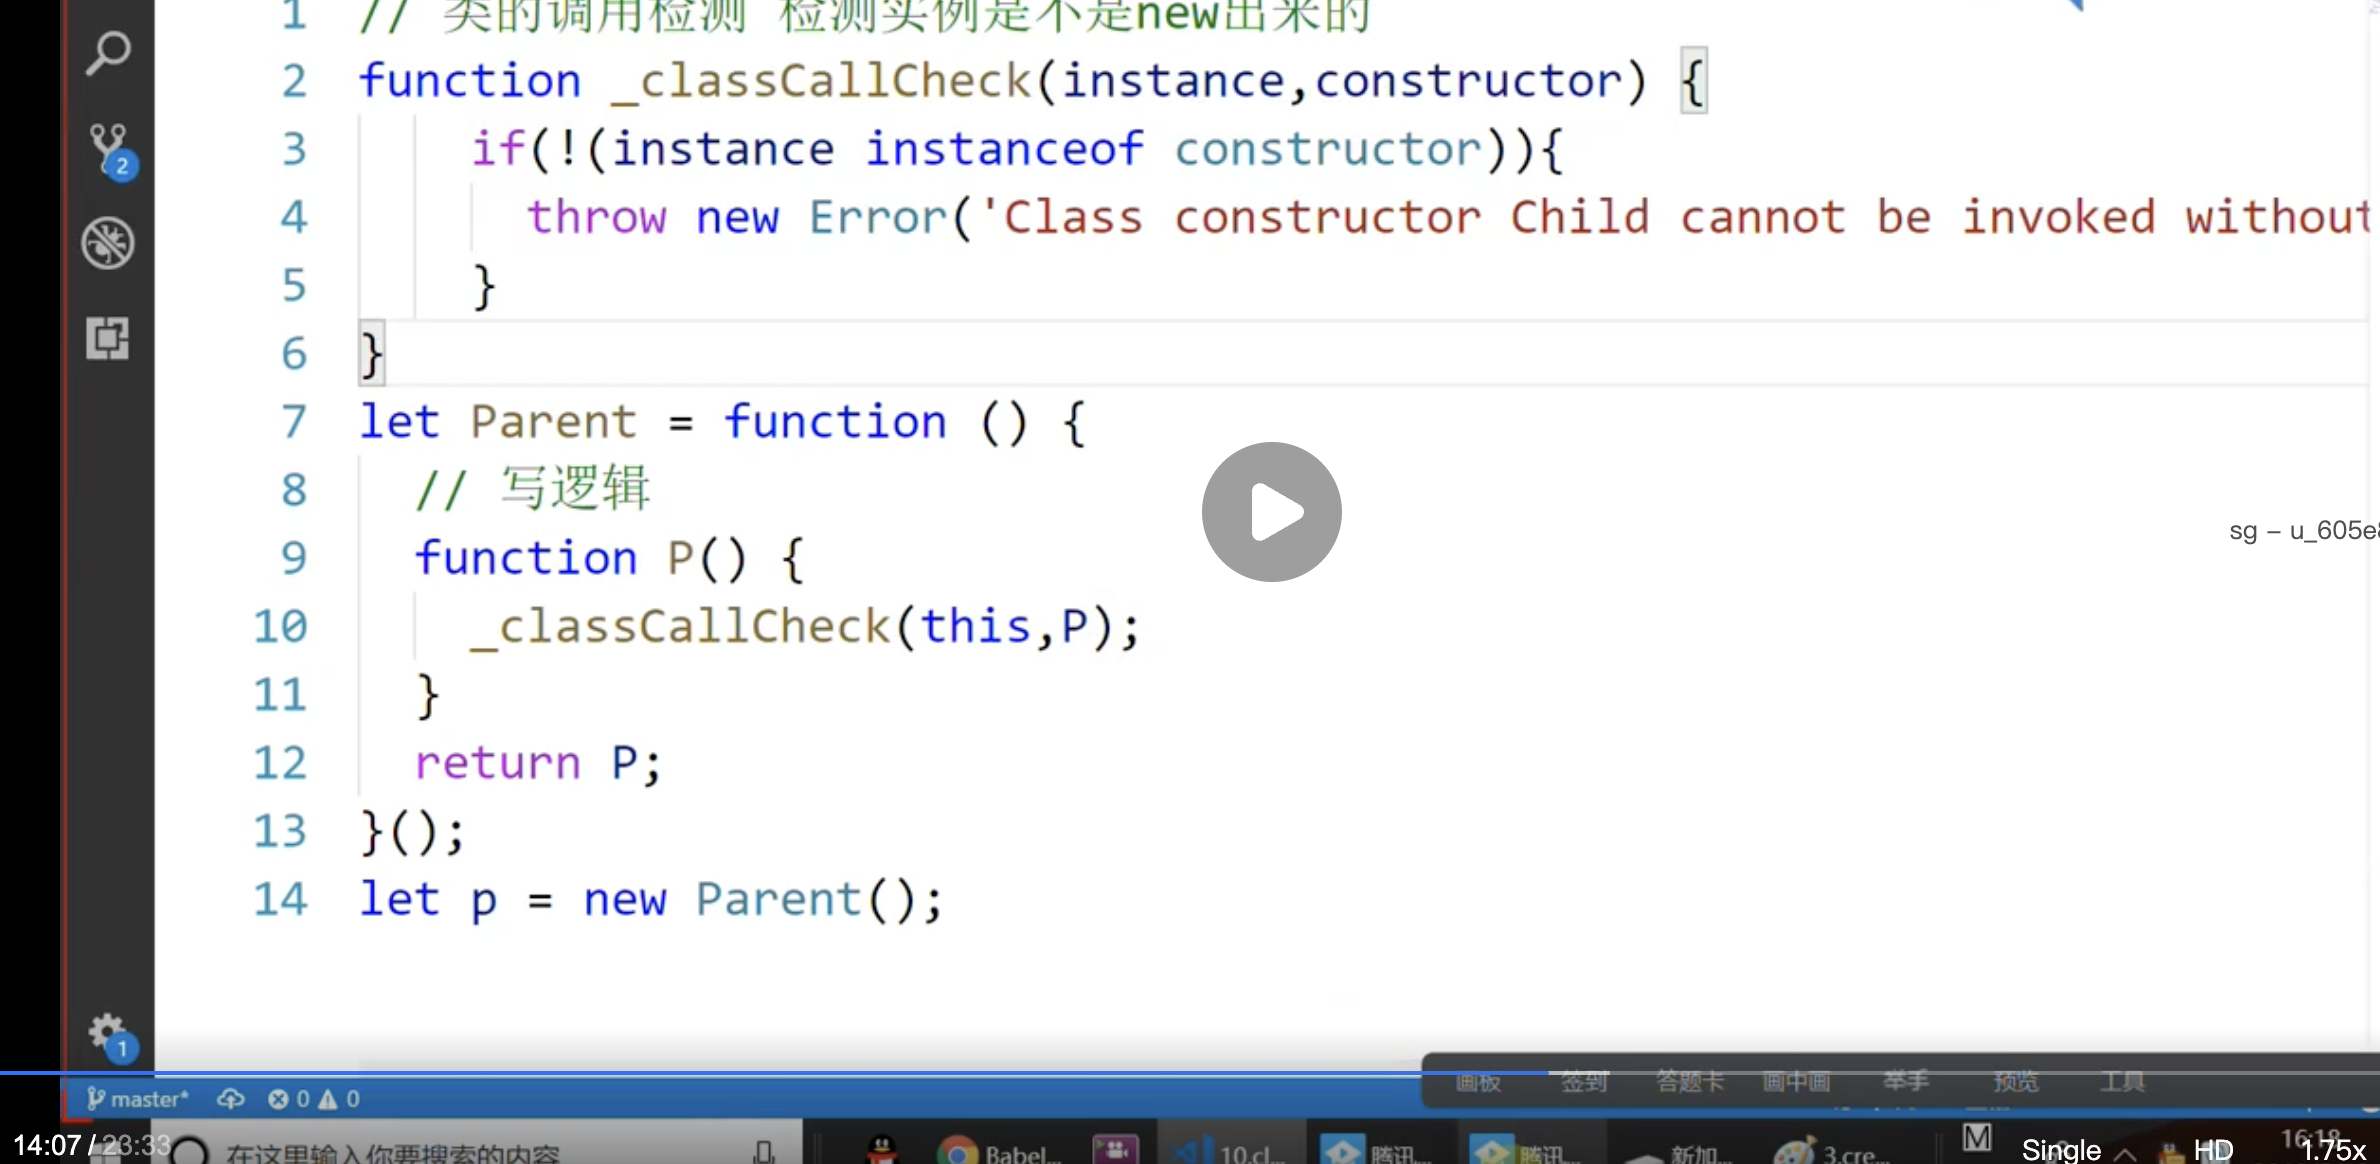 1 // 类的调用检测 检测实例是不是new出来的
2 function _classCallCheck(instance,constructor) {
3 if(!(instance instanceof constructor)){
4 throw new Error('Class constructor Child cannot be invoked without
5 }
6 }
7 let Parent = function () {
8 // 写逻辑
9 function P() {
10 _classCallCheck(this,P);
11 }
12 return P;
13 }();
14 let p = new Parent();
2
sg – u_605e
1
画板 签到 答题卡 画中画 举手 预览 工具
master* 0 0
14:07 / 23:33 在这里输入你要搜索的内容 Babel... 10.cl... 腾讯... 腾讯... 新加... 3.cre... M Single HD 16:18 1.75x